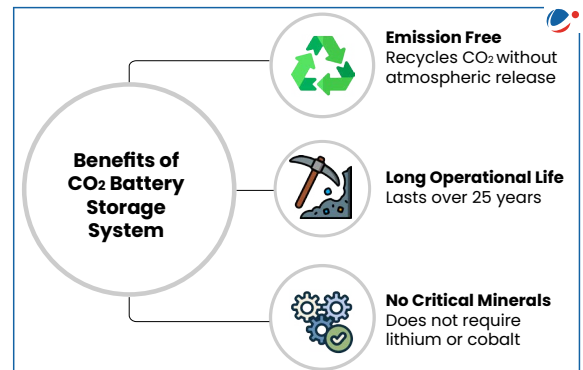 Benefits of
CO₂ Battery
Storage
System
Emission Free
Recycles CO₂ without
atmospheric release
Long Operational Life
Lasts over 25 years
No Critical Minerals
Does not require
lithium or cobalt